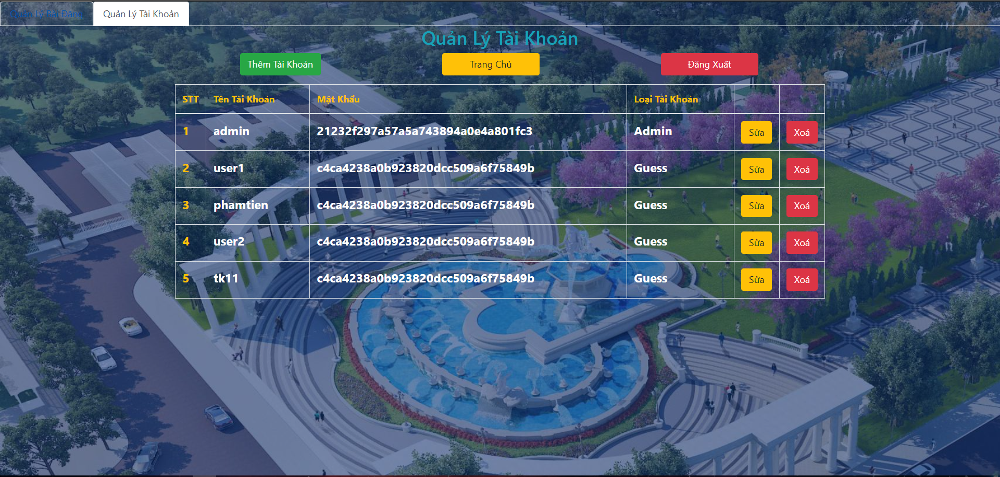 Quản Lý Bài Đăng Quản Lý Tài Khoản
Quản Lý Tài Khoản
Thêm Tài Khoản Trang Chủ Đăng Xuất
STT Tên Tài Khoản Mật Khẩu Loại Tài Khoản
1 admin 21232f297a57a5a743894a0e4a801fc3 Admin Sửa Xoá
2 user1 c4ca4238a0b923820dcc509a6f75849b Guess Sửa Xoá
3 phamtien c4ca4238a0b923820dcc509a6f75849b Guess Sửa Xoá
4 user2 c4ca4238a0b923820dcc509a6f75849b Guess Sửa Xoá
5 tk11 c4ca4238a0b923820dcc509a6f75849b Guess Sửa Xoá